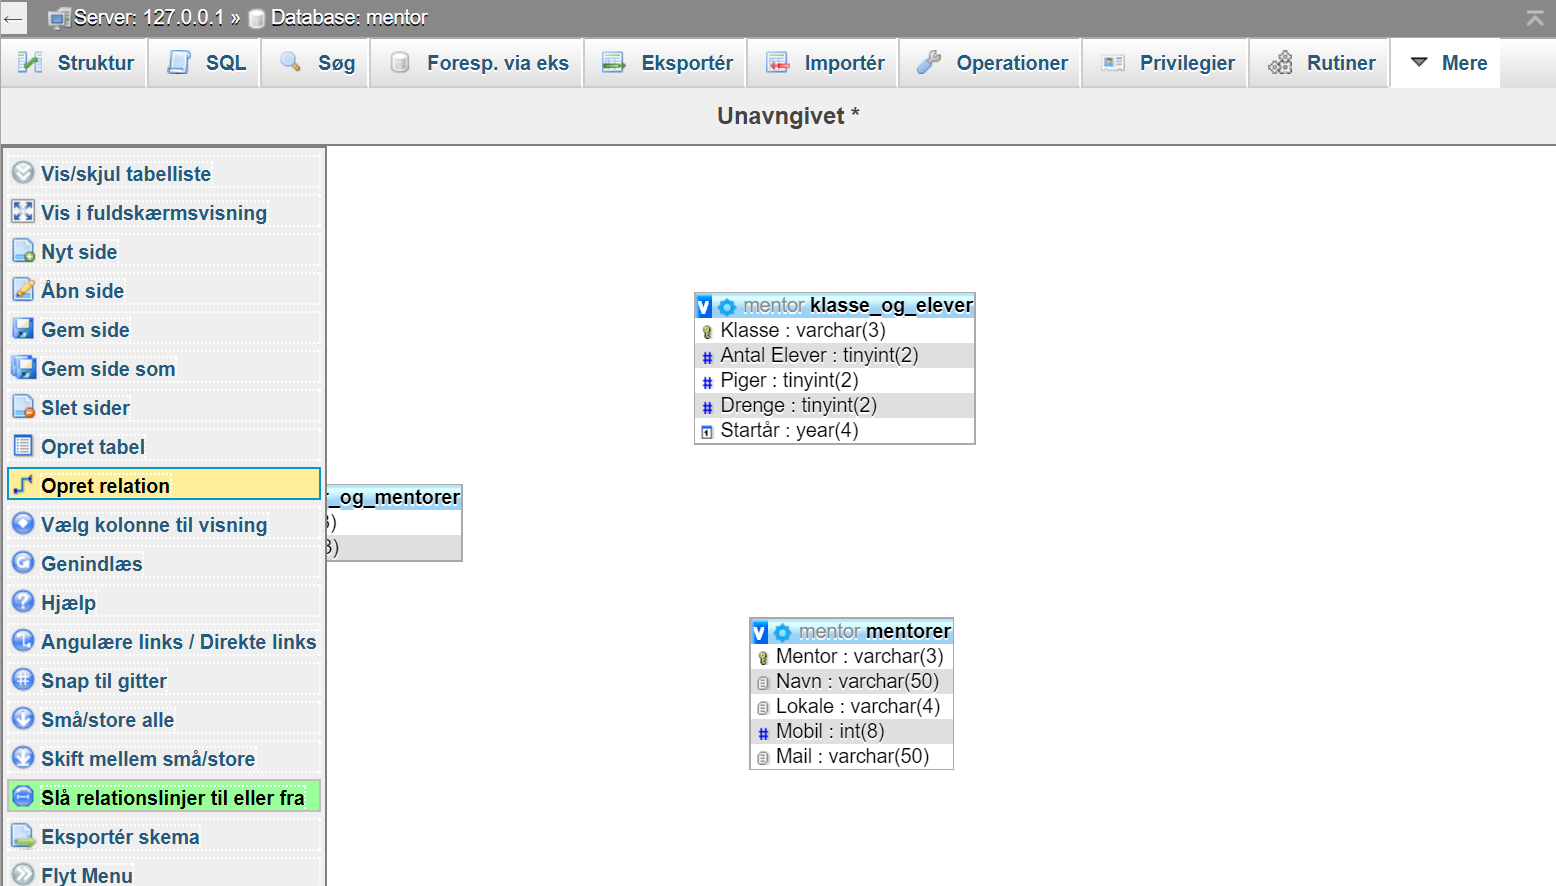 Server: 127.0.0.1 » Database: mentor
Struktur SQL Søg Foresp. via eks Eksportér Importér Operationer Privilegier Rutiner Mere
Unavngivet *
Vis/skjul tabelliste
Vis i fuldskærmsvisning
Nyt side
Åbn side
Gem side
Gem side som
Slet sider
Opret tabel
Opret relation
Vælg kolonne til visning
Genindlæs
Hjælp
Angulære links / Direkte links
Snap til gitter
Små/store alle
Skift mellem små/store
Slå relationslinjer til eller fra
Eksportér skema
Flyt Menu
_og_mentorer
3)
3)
v mentor klasse_og_elever
Klasse : varchar(3)
# Antal Elever : tinyint(2)
# Piger : tinyint(2)
# Drenge : tinyint(2)
Startår : year(4)
v mentor mentorer
Mentor : varchar(3)
Navn : varchar(50)
Lokale : varchar(4)
# Mobil : int(8)
Mail : varchar(50)